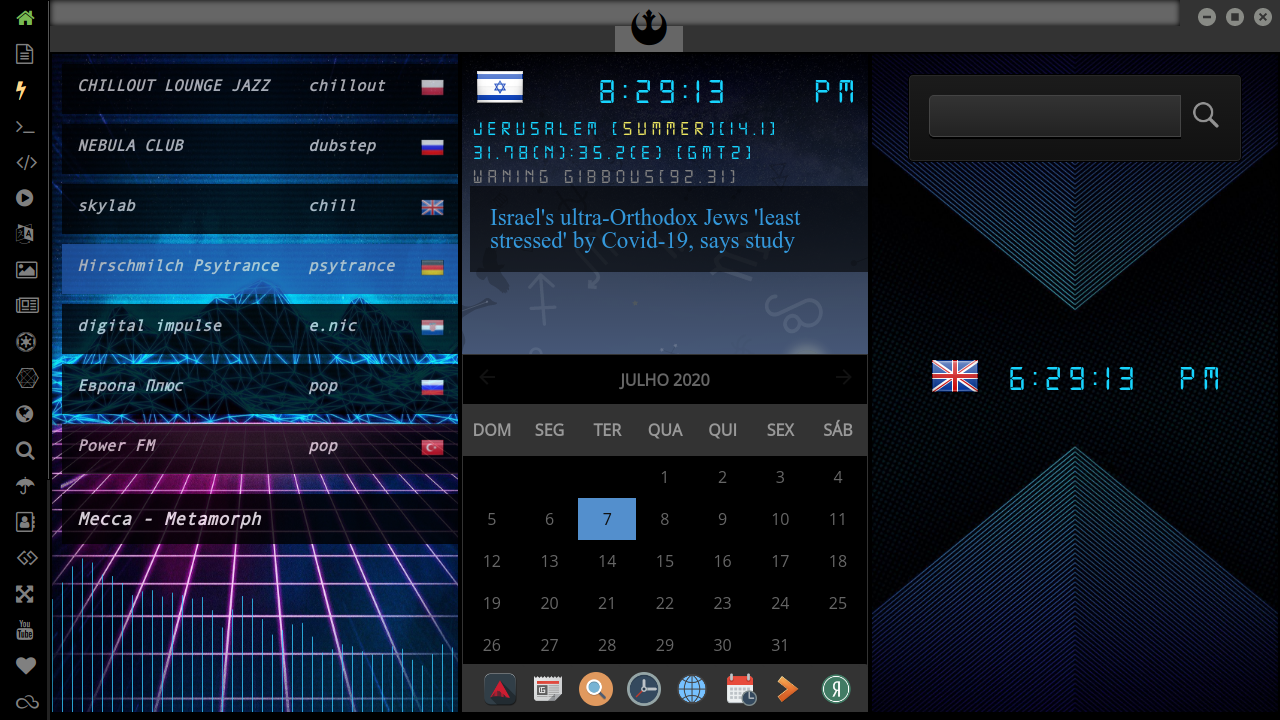 CHILLOUT LOUNGE JAZZ chillout
NEBULA CLUB dubstep
skylab chill
Hirschmilch Psytrance psytrance
digital impulse e.nic
Европа Плюс pop
Power FM pop
Mecca - Metamorph
8:29:13 PM
JERUSALEM (SUMMER)(14.1)
31.78(N):35.2(E) (GMT2)
WANING GIBBOUS(92.31)
Israel's ultra-Orthodox Jews 'least
stressed' by Covid-19, says study
JULHO 2020
DOM SEG TER QUA QUI SEX SÁB
1 2 3 4
5 6 7 8 9 10 11
12 13 14 15 16 17 18
19 20 21 22 23 24 25
26 27 28 29 30 31
6:29:13 PM
You
Tube
Я